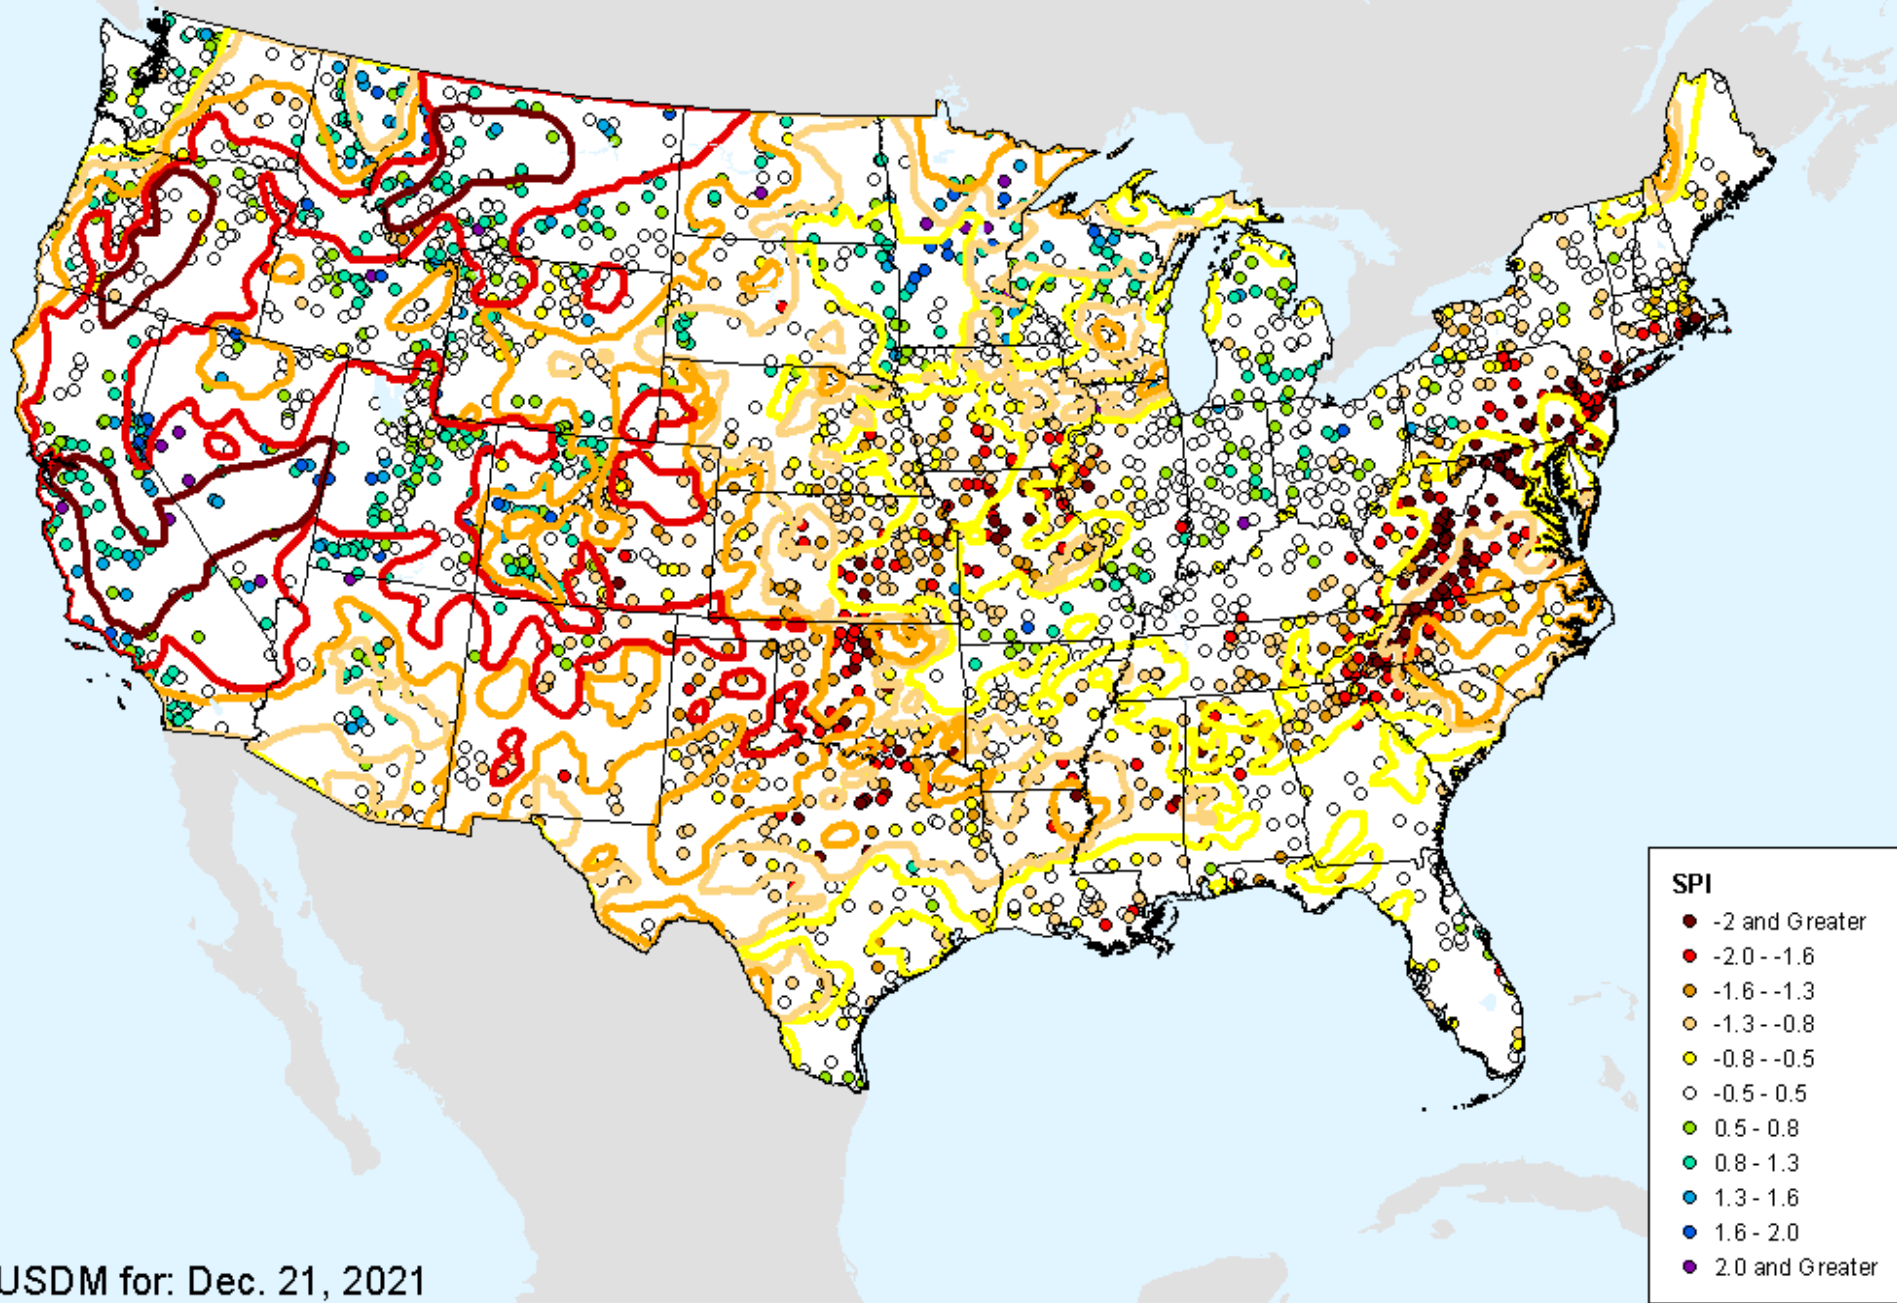 SPI
-2 and Greater
-2.0 - -1.6
-1.6 - -1.3
-1.3 - -0.8
-0.8 - -0.5
-0.5 - 0.5
0.5 - 0.8
0.8 - 1.3
1.3 - 1.6
1.6 - 2.0
2.0 and Greater
USDM for: Dec. 21, 2021